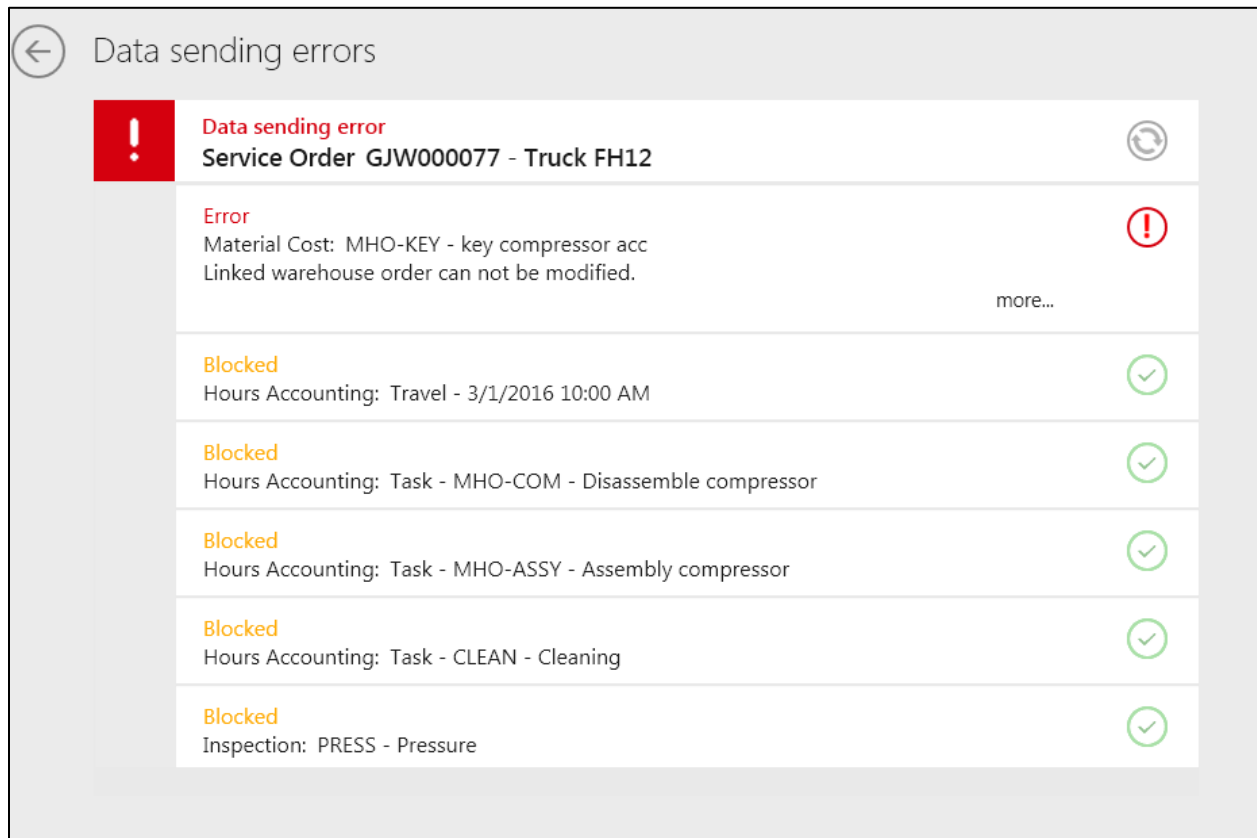 Data sending errors
Data sending error
Service Order GJW000077 - Truck FH12
Error
Material Cost: MHO-KEY - key compressor acc
Linked warehouse order can not be modified.
more...
Blocked
Hours Accounting: Travel - 3/1/2016 10:00 AM
Blocked
Hours Accounting: Task - MHO-COM - Disassemble compressor
Blocked
Hours Accounting: Task - MHO-ASSY - Assembly compressor
Blocked
Hours Accounting: Task - CLEAN - Cleaning
Blocked
Inspection: PRESS - Pressure